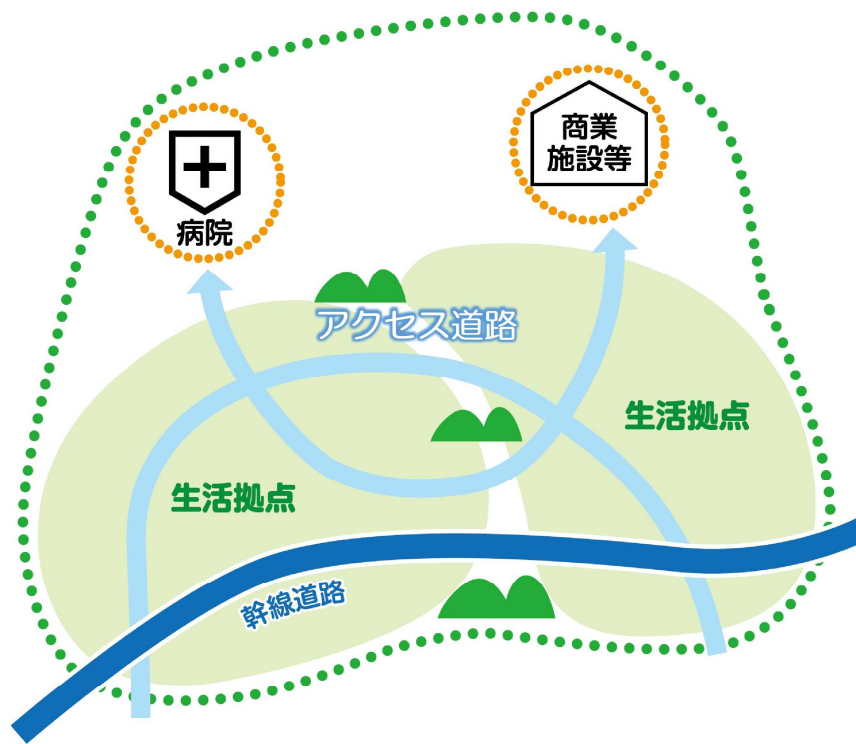 商業
施設等
病院
アクセス道路
生活拠点
生活拠点
幹線道路